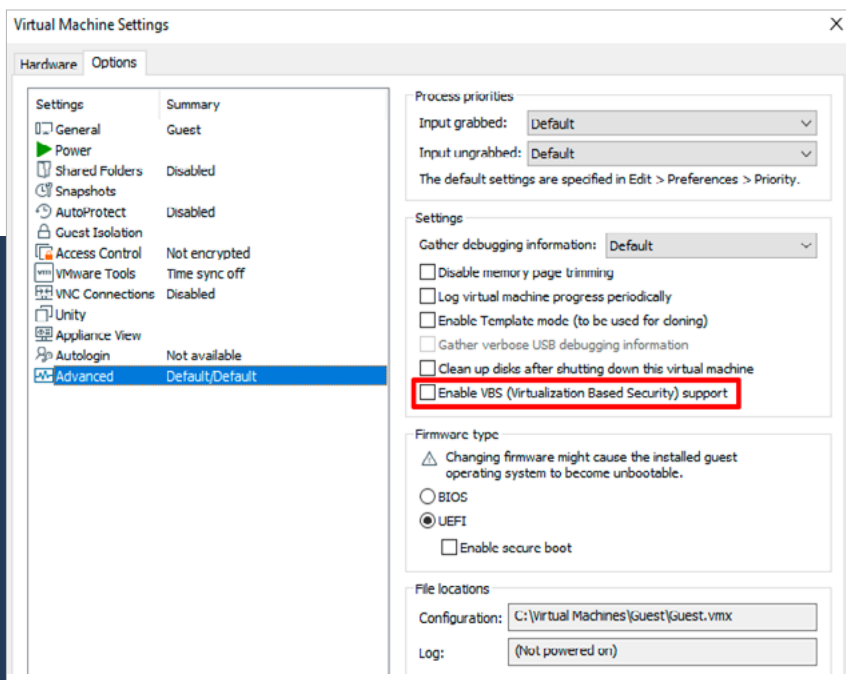 Virtual Machine Settings
Hardware Options
Settings Summary
General Guest
Power
Shared Folders Disabled
Snapshots
AutoProtect Disabled
Guest Isolation
Access Control Not encrypted
VMware Tools Time sync off
VNC Connections Disabled
Unity
Appliance View
Autologin Not available
Advanced Default/Default
Process priorities
Input grabbed: Default
Input ungrabbed: Default
The default settings are specified in Edit > Preferences > Priority.
Settings
Gather debugging information: Default
Disable memory page trimming
Log virtual machine progress periodically
Enable Template mode (to be used for cloning)
Gather verbose USB debugging information
Clean up disks after shutting down this virtual machine
Enable VBS (Virtualization Based Security) support
Firmware type
Changing firmware might cause the installed guest
operating system to become unbootable.
BIOS
UEFI
Enable secure boot
File locations
Configuration: C:\Virtual Machines\Guest\Guest.vmx
Log: (Not powered on)